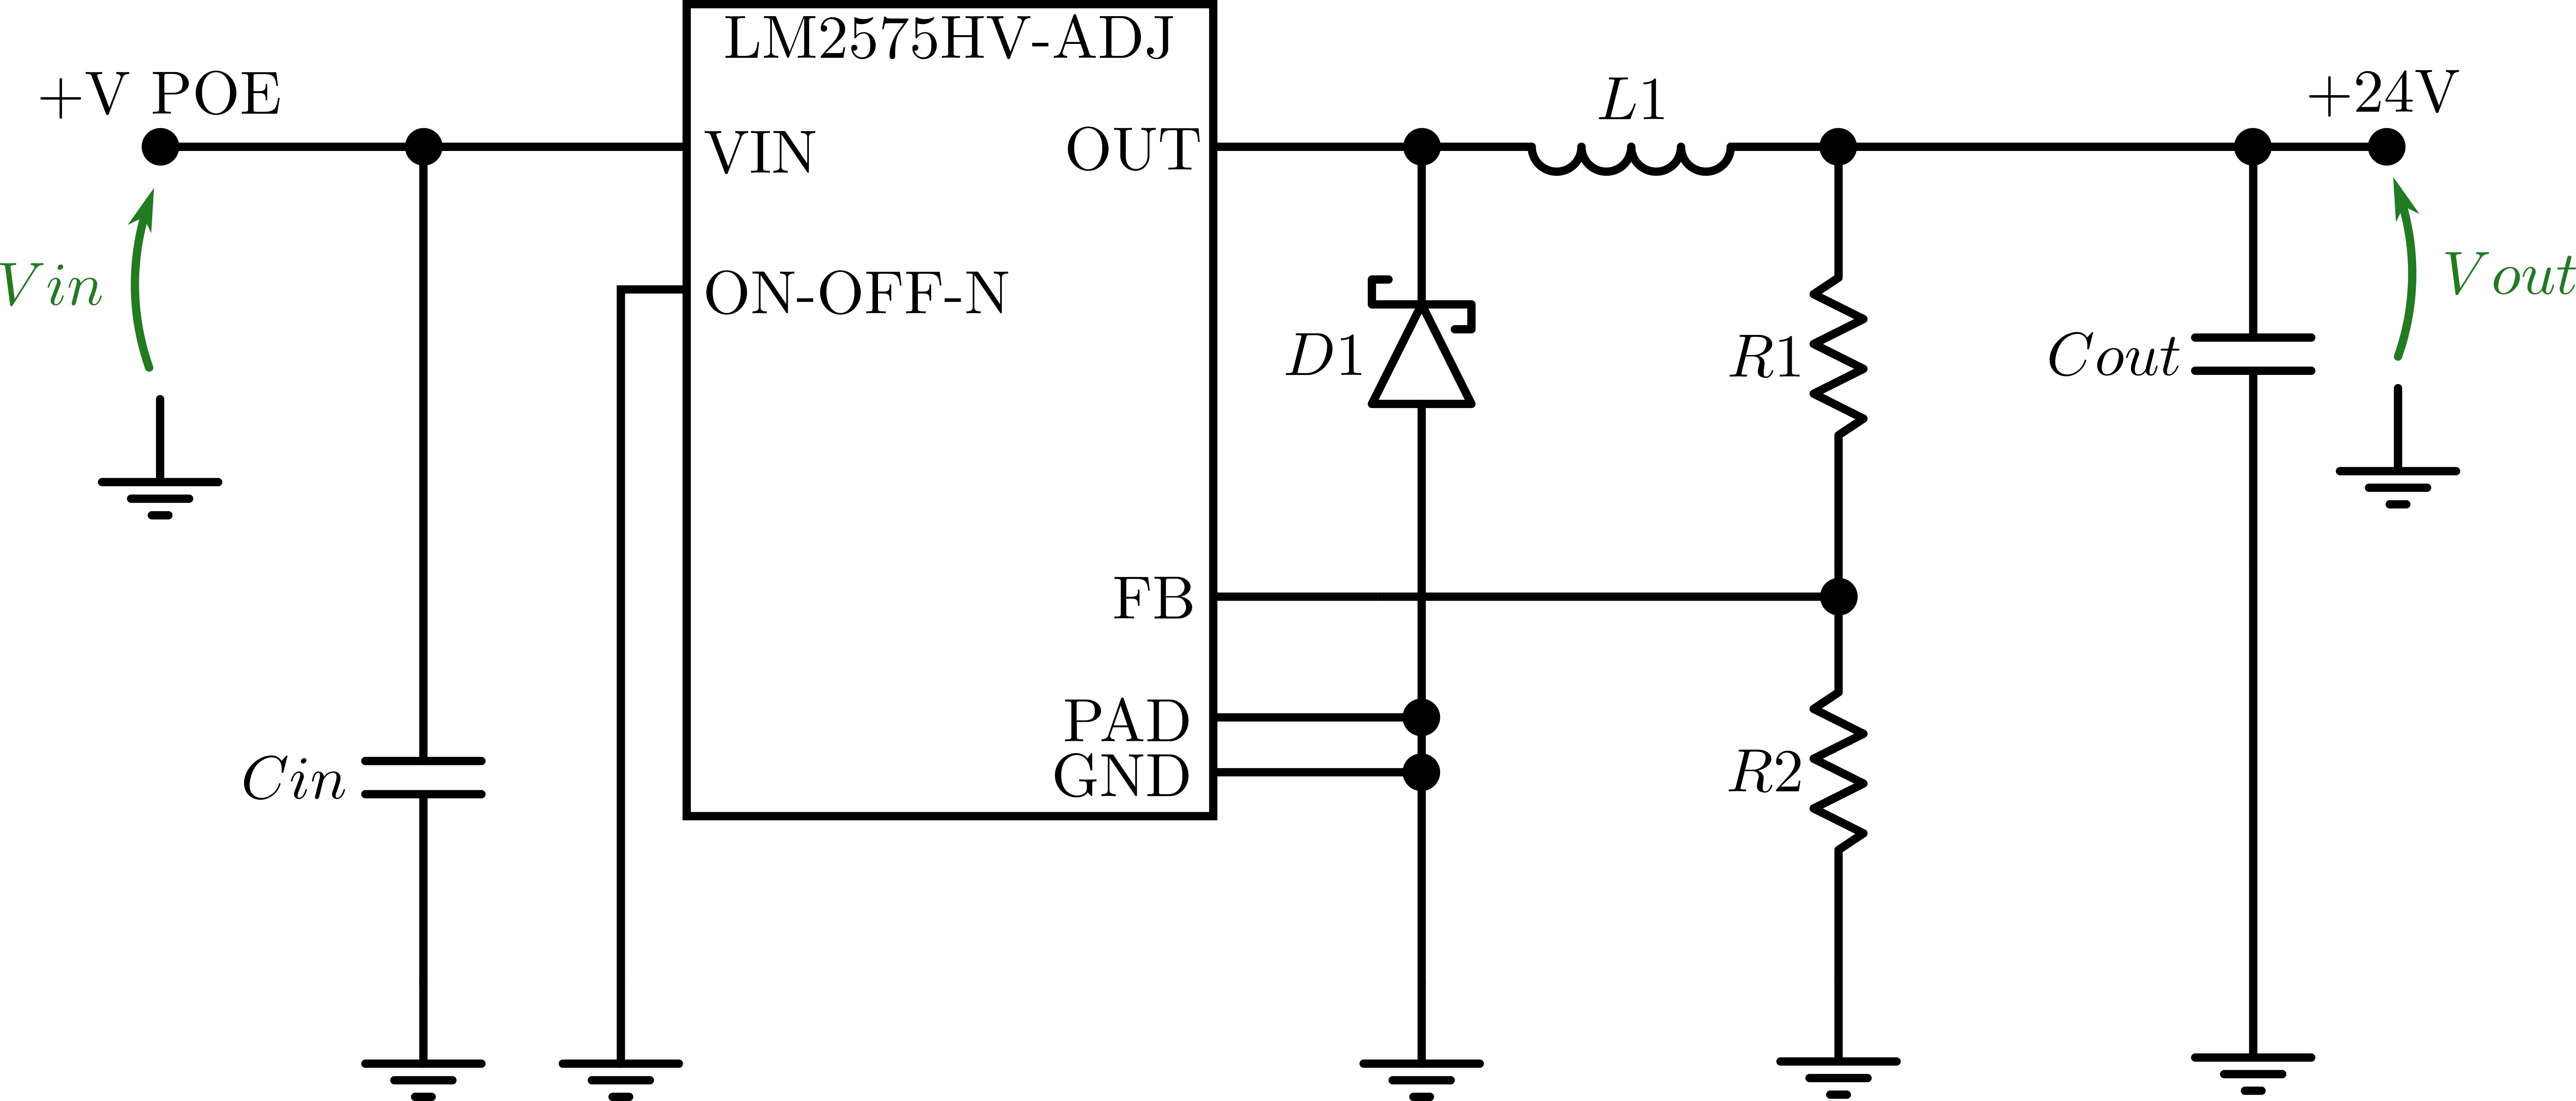 LM2575HV-ADJ
+V POE
L1
+24V
VIN
OUT
Vin
ON-OFF-N
Vout
D1
R1
Cout
FB
PAD
GND
Cin
R2